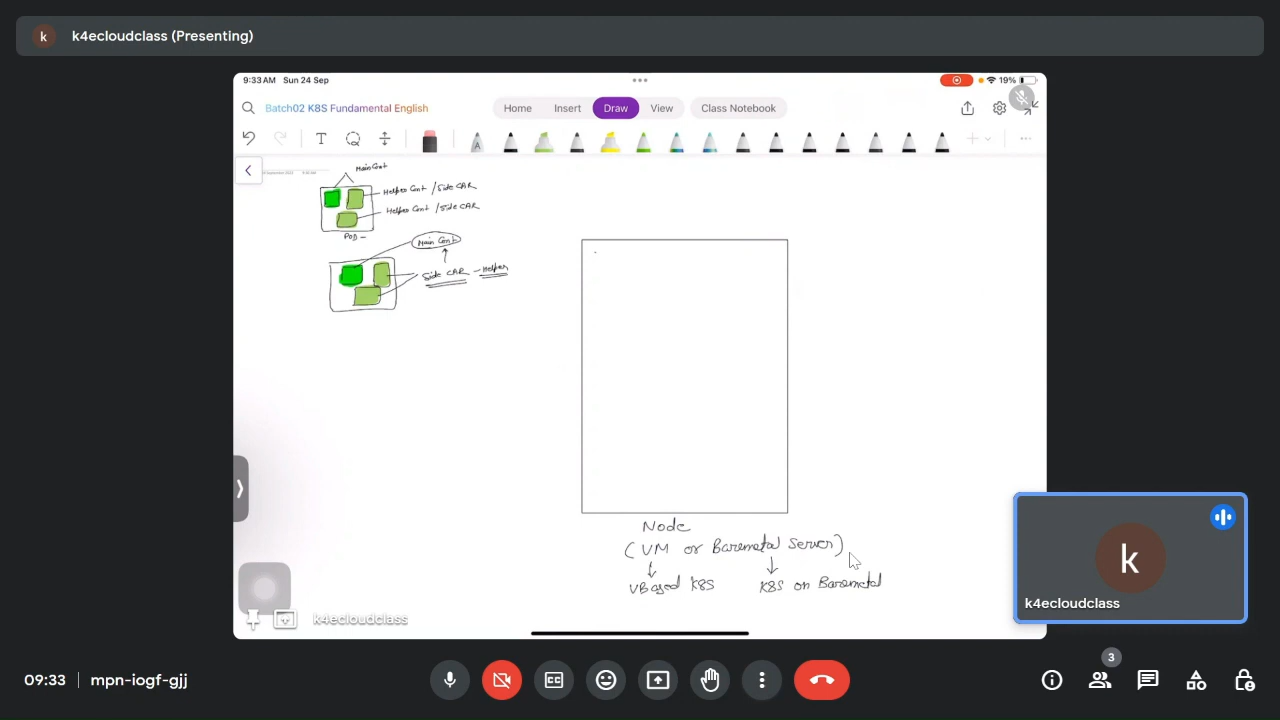 k4ecloudclass (Presenting)
9:33 AM Sun 24 Sep
19%
Batch02 K8S Fundamental English
Home Insert Draw View Class Notebook
Main Cont
Helper Cont / Side CAR
Helper Cont / Side CAR
POD -
Main Cont
Side CAR - Helper
Node
(VM or Baremetal Server)
VBased K8S K8S on Baremetal
k4ecloudclass
k
k4ecloudclass
09:33 mpn-iogf-gjj
3